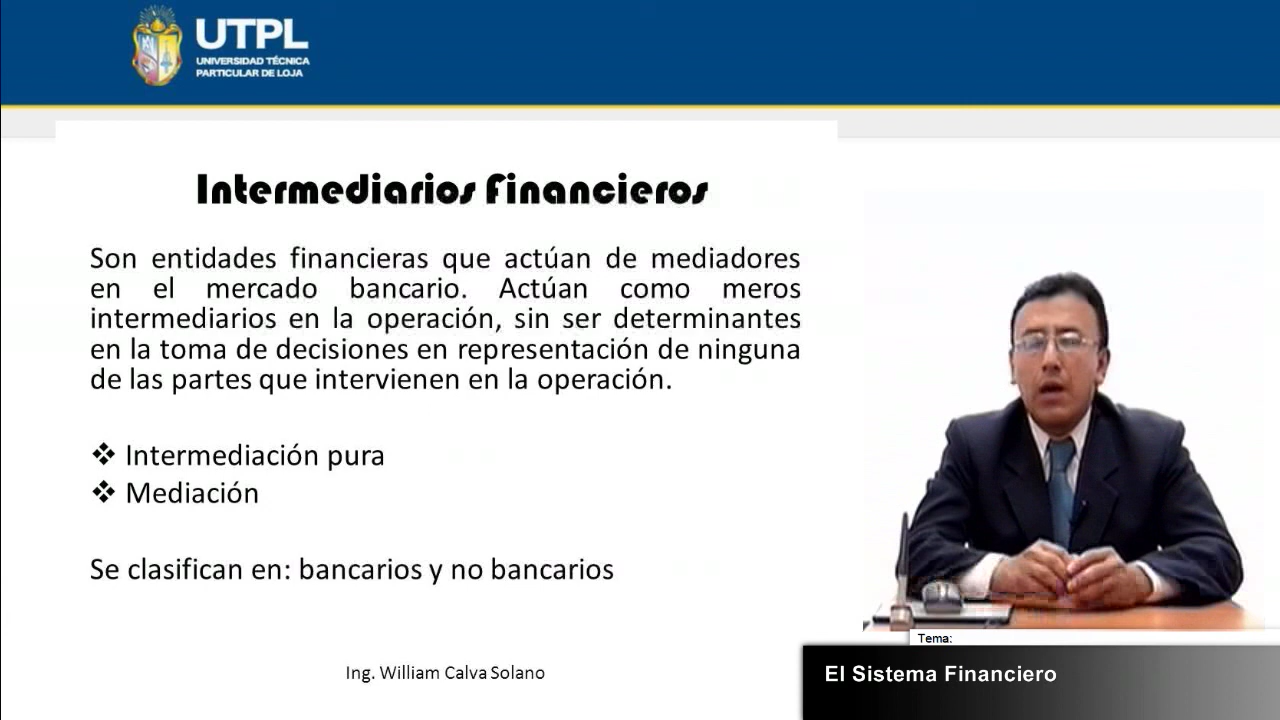 UTPL
UNIVERSIDAD TÉCNICA
PARTICULAR DE LOJA
Intermediarios Financieros
Son entidades financieras que actúan de mediadores
en el mercado bancario. Actúan como meros
intermediarios en la operación, sin ser determinantes
en la toma de decisiones en representación de ninguna
de las partes que intervienen en la operación.
❖ Intermediación pura
❖ Mediación
Se clasifican en: bancarios y no bancarios
Ing. William Calva Solano
Tema:
El Sistema Financiero